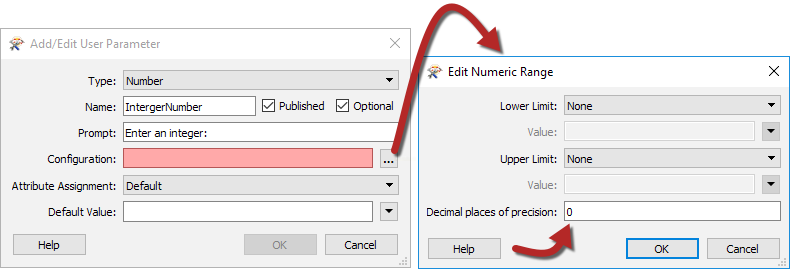 Add/Edit User Parameter
Type: Number
Name: IntergerNumber Published Optional
Prompt: Enter an integer:
Configuration: ...
Attribute Assignment: Default
Default Value:
Help OK Cancel
Edit Numeric Range
Lower Limit: None
Value:
Upper Limit: None
Value:
Decimal places of precision: 0
Help OK Cancel